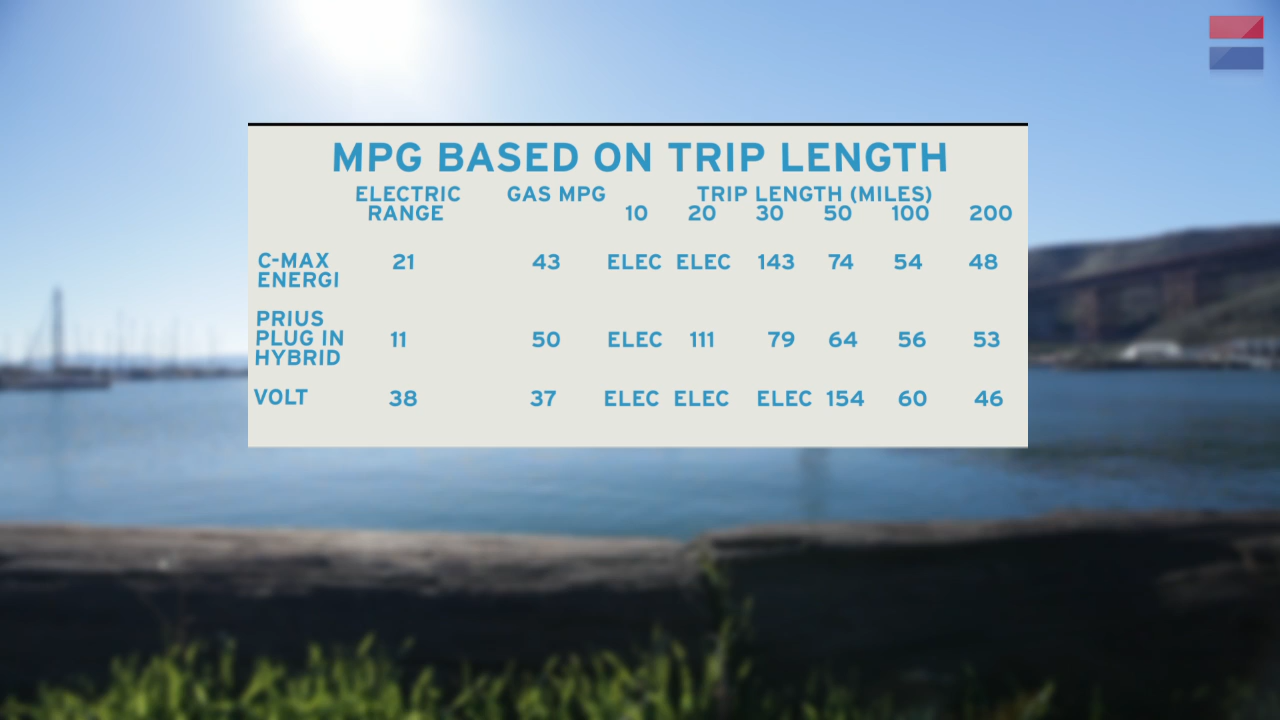 MPG BASED ON TRIP LENGTH
ELECTRIC GAS MPG TRIP LENGTH (MILES)
RANGE 10 20 30 50 100 200
C-MAX 21 43 ELEC ELEC 143 74 54 48
ENERGI
PRIUS
PLUG IN 11 50 ELEC 111 79 64 56 53
HYBRID
VOLT 38 37 ELEC ELEC ELEC 154 60 46